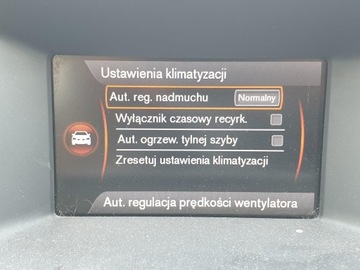 Ustawienia klimatyzacji
Aut. reg. nadmuchu Normalny
Wyłącznik czasowy recyrk.
Aut. ogrzew. tylnej szyby
Zresetuj ustawienia klimatyzacji
Aut. regulacja prędkości wentylatora